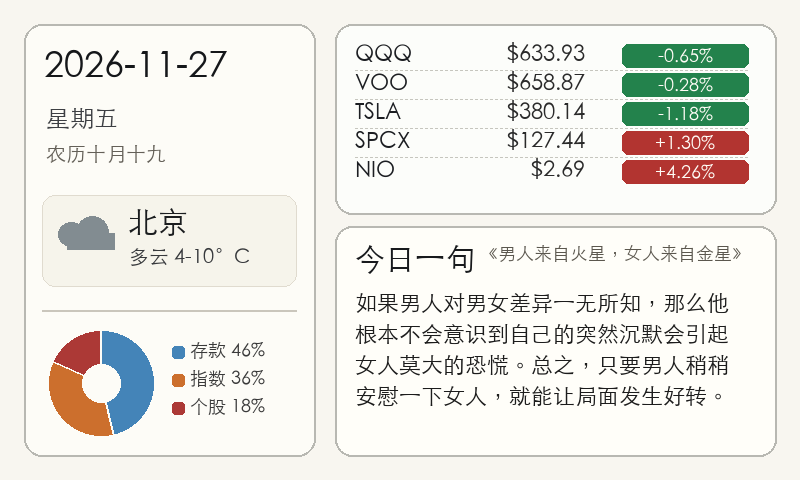 2026-11-27
星期五
农历十月十九
北京
多云 4-10° C
存款 46%
指数 36%
个股 18%
QQQ $633.93 -0.65%
VOO $658.87 -0.28%
TSLA $380.14 -1.18%
SPCX $127.44 +1.30%
NIO $2.69 +4.26%
今日一句 《男人来自火星，女人来自金星》
如果男人对男女差异一无所知，那么他
根本不会意识到自己的突然沉默会引起
女人莫大的恐慌。总之，只要男人稍稍
安慰一下女人，就能让局面发生好转。